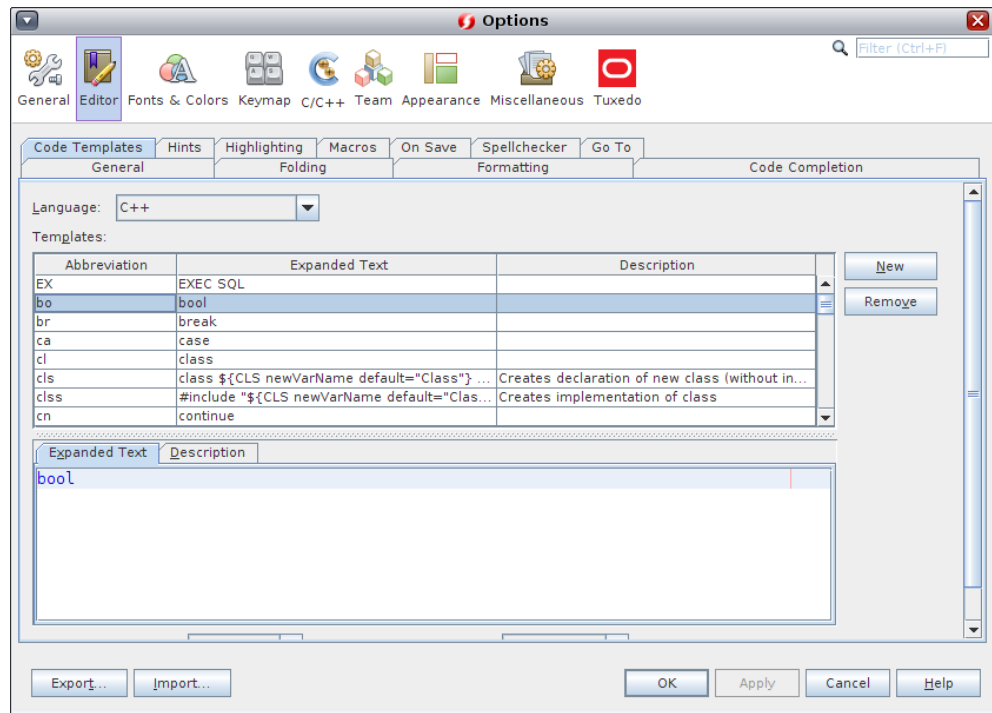 Options
Filter (Ctrl+F)
General Editor Fonts & Colors Keymap C/C++ Team Appearance Miscellaneous Tuxedo
Code Templates Hints Highlighting Macros On Save Spellchecker Go To
General Folding Formatting Code Completion
Language: C++
Templates:
Abbreviation Expanded Text Description
New
EX EXEC SQL
bo bool
Remove
br break
ca case
cl class
cls class ${CLS newVarName default="Class"} ... Creates declaration of new class (without in...
clss #include "${CLS newVarName default="Clas... Creates implementation of class
cn continue
Expanded Text Description
bool
Export... Import... OK Apply Cancel Help